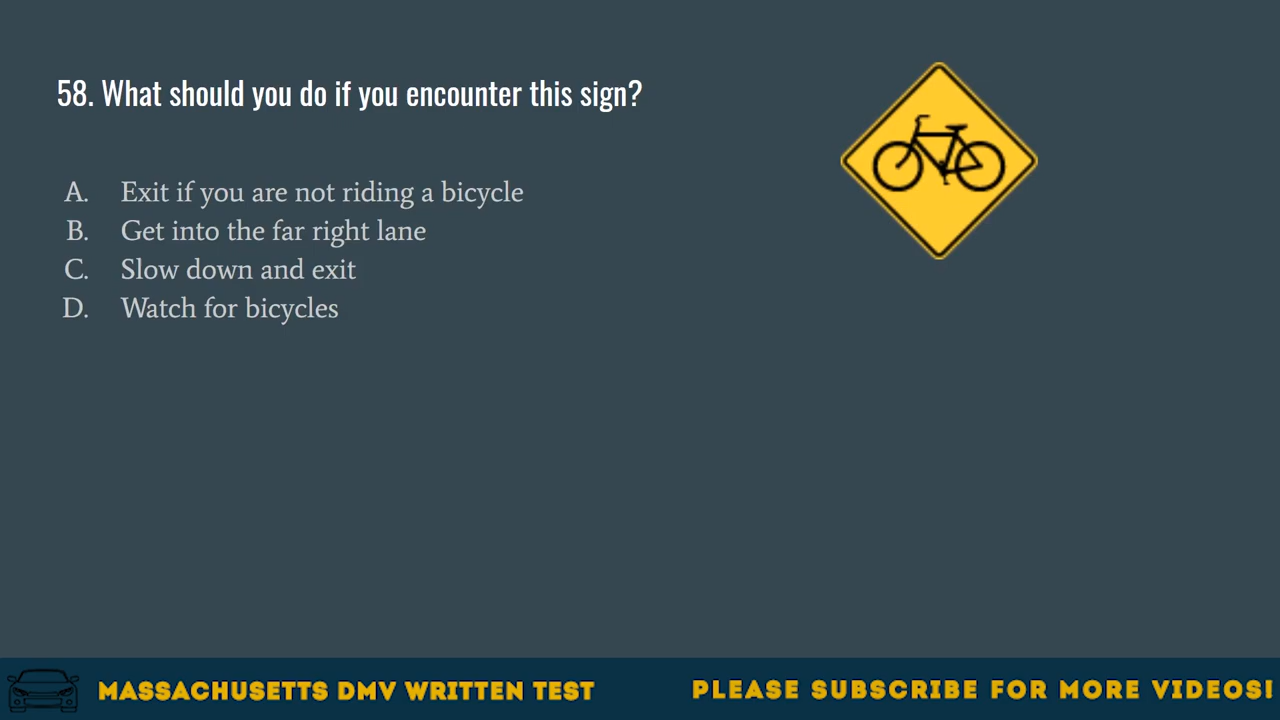 58. What should you do if you encounter this sign?
A. Exit if you are not riding a bicycle
B. Get into the far right lane
C. Slow down and exit
D. Watch for bicycles
MASSACHUSETTS DMV WRITTEN TEST
PLEASE SUBSCRIBE FOR MORE VIDEOS!